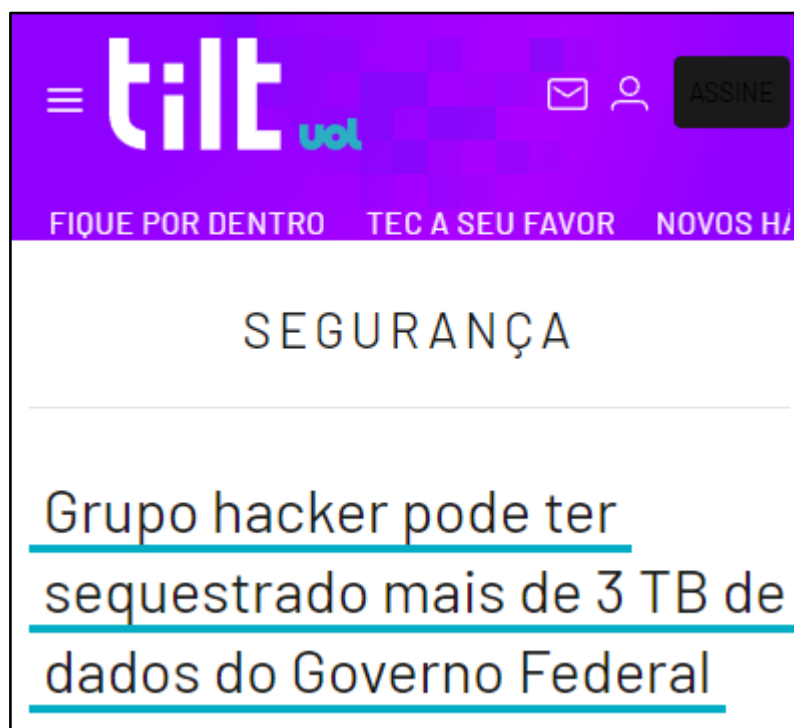 tilt uol
ASSINE
FIQUE POR DENTRO TEC A SEU FAVOR NOVOS
SEGURANÇA
Grupo hacker pode ter
sequestrado mais de 3 TB de
dados do Governo Federal